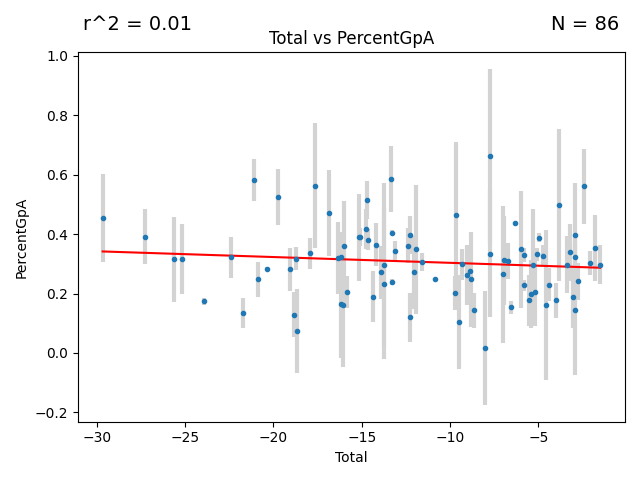 r^2 = 0.01
N = 86
Total vs PercentGpA
1.0
0.8
0.6
0.4
0.2
0.0
−0.2
PercentGpA
−30
−25
−20
−15
−10
−5
Total